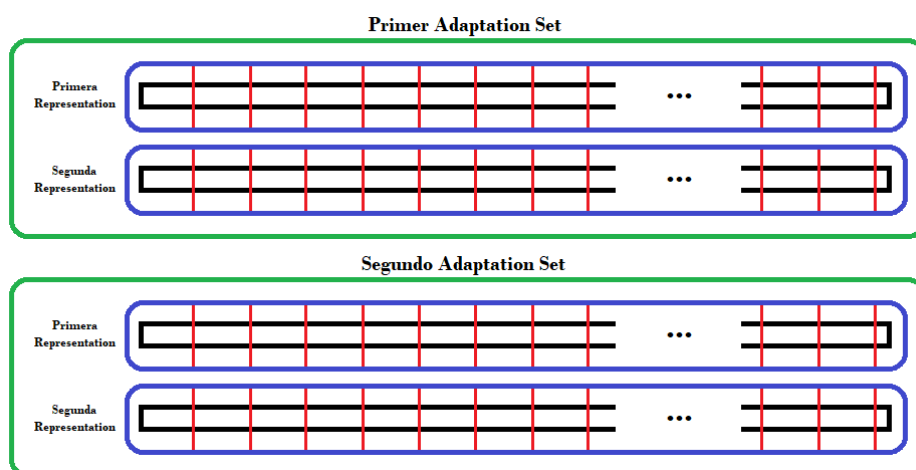 Primer Adaptation Set
Primera
Representation
...
Segunda
Representation
...
Segundo Adaptation Set
Primera
Representation
...
Segunda
Representation
...